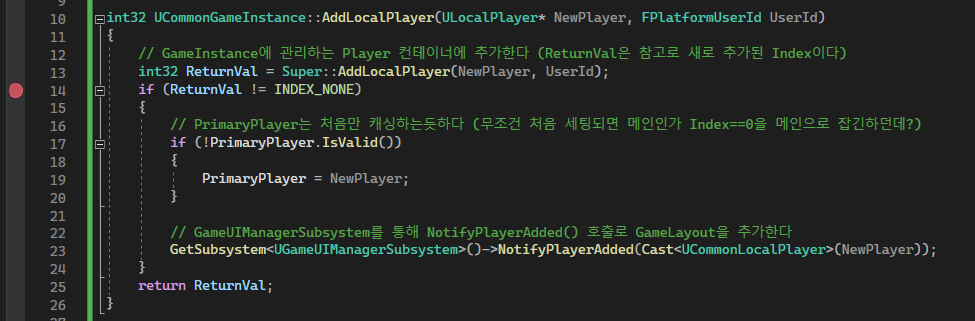 10 int32 UCommonGameInstance::AddLocalPlayer(ULocalPlayer* NewPlayer, FPlatformUserId UserId)
11 {
12 // GameInstance에 관리하는 Player 컨테이너에 추가한다 (ReturnVal은 참고로 새로 추가된 Index이다)
13 int32 ReturnVal = Super::AddLocalPlayer(NewPlayer, UserId);
14 if (ReturnVal != INDEX_NONE)
15 {
16 // PrimaryPlayer는 처음만 캐싱하는듯하다 (무조건 처음 세팅되면 메인인가 Index==0을 메인으로 잡긴하던데?)
17 if (!PrimaryPlayer.IsValid())
18 {
19 PrimaryPlayer = NewPlayer;
20 }
21
22 // GameUIManagerSubsystem를 통해 NotifyPlayerAdded() 호출로 GameLayout을 추가한다
23 GetSubsystem<UGameUIManagerSubsystem>()->NotifyPlayerAdded(Cast<UCommonLocalPlayer>(NewPlayer));
24 }
25 return ReturnVal;
26 }